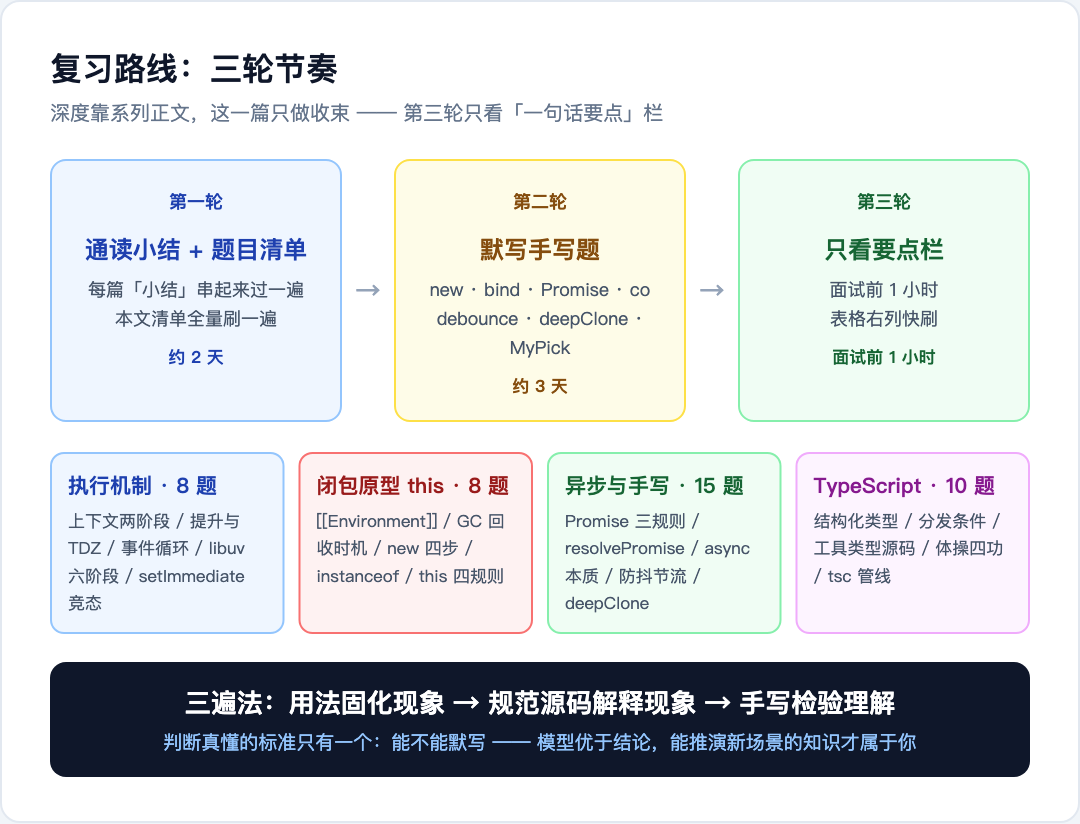 复习路线：三轮节奏
深度靠系列正文，这一篇只做收束 —— 第三轮只看「一句话要点」栏
第一轮
通读小结 + 题目清单
每篇「小结」串起来过一遍
本文清单全量刷一遍
约 2 天
→
第二轮
默写手写题
new · bind · Promise · co
debounce · deepClone ·
MyPick
约 3 天
→
第三轮
只看要点栏
面试前 1 小时
表格右列快刷
面试前 1 小时
执行机制 · 8 题
上下文两阶段 / 提升与
TDZ / 事件循环 / libuv
六阶段 / setImmediate
竞态
闭包原型 this · 8 题
[[Environment]] / GC 回
收时机 / new 四步 /
instanceof / this 四规则
异步与手写 · 15 题
Promise 三规则 /
resolvePromise / async
本质 / 防抖节流 /
deepClone
TypeScript · 10 题
结构化类型 / 分发条件 /
工具类型源码 / 体操四功
/ tsc 管线
三遍法：用法固化现象 → 规范源码解释现象 → 手写检验理解
判断真懂的标准只有一个：能不能默写 —— 模型优于结论，能推演新场景的知识才属于你